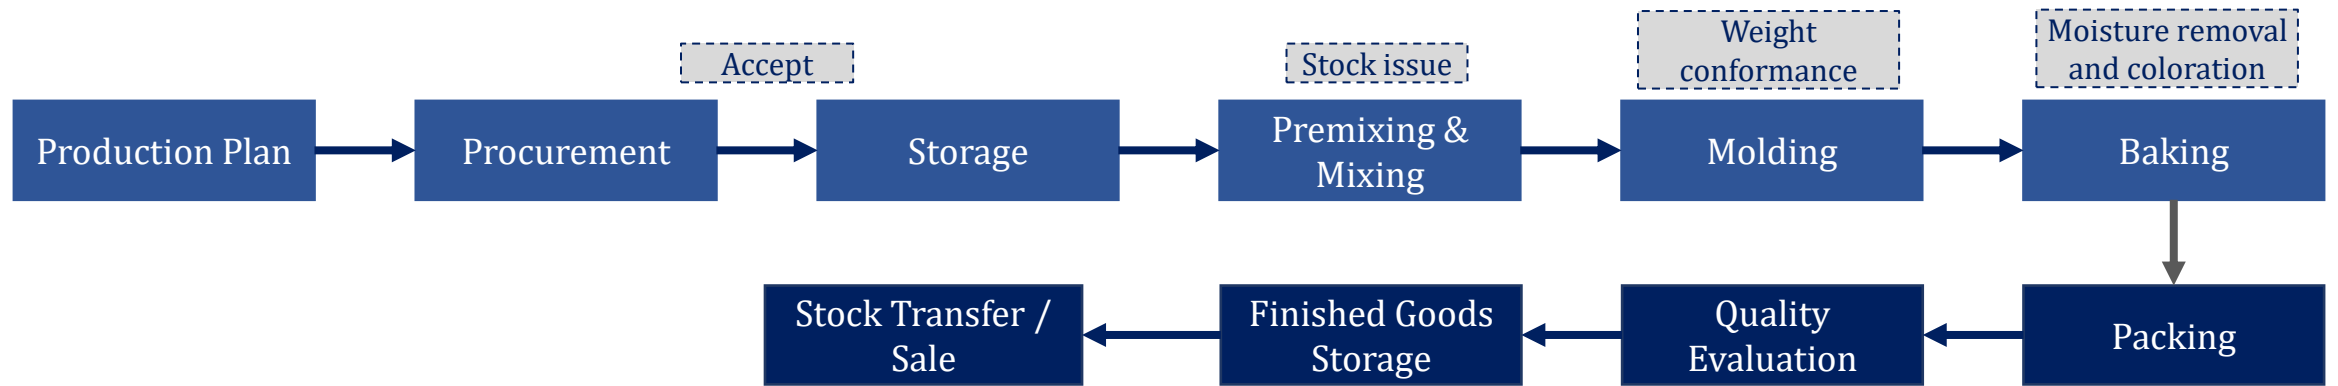 Accept
Stock issue
Weight
conformance
Moisture removal
and coloration
Production Plan
Procurement
Storage
Premixing &
Mixing
Molding
Baking
Stock Transfer /
Sale
Finished Goods
Storage
Quality
Evaluation
Packing